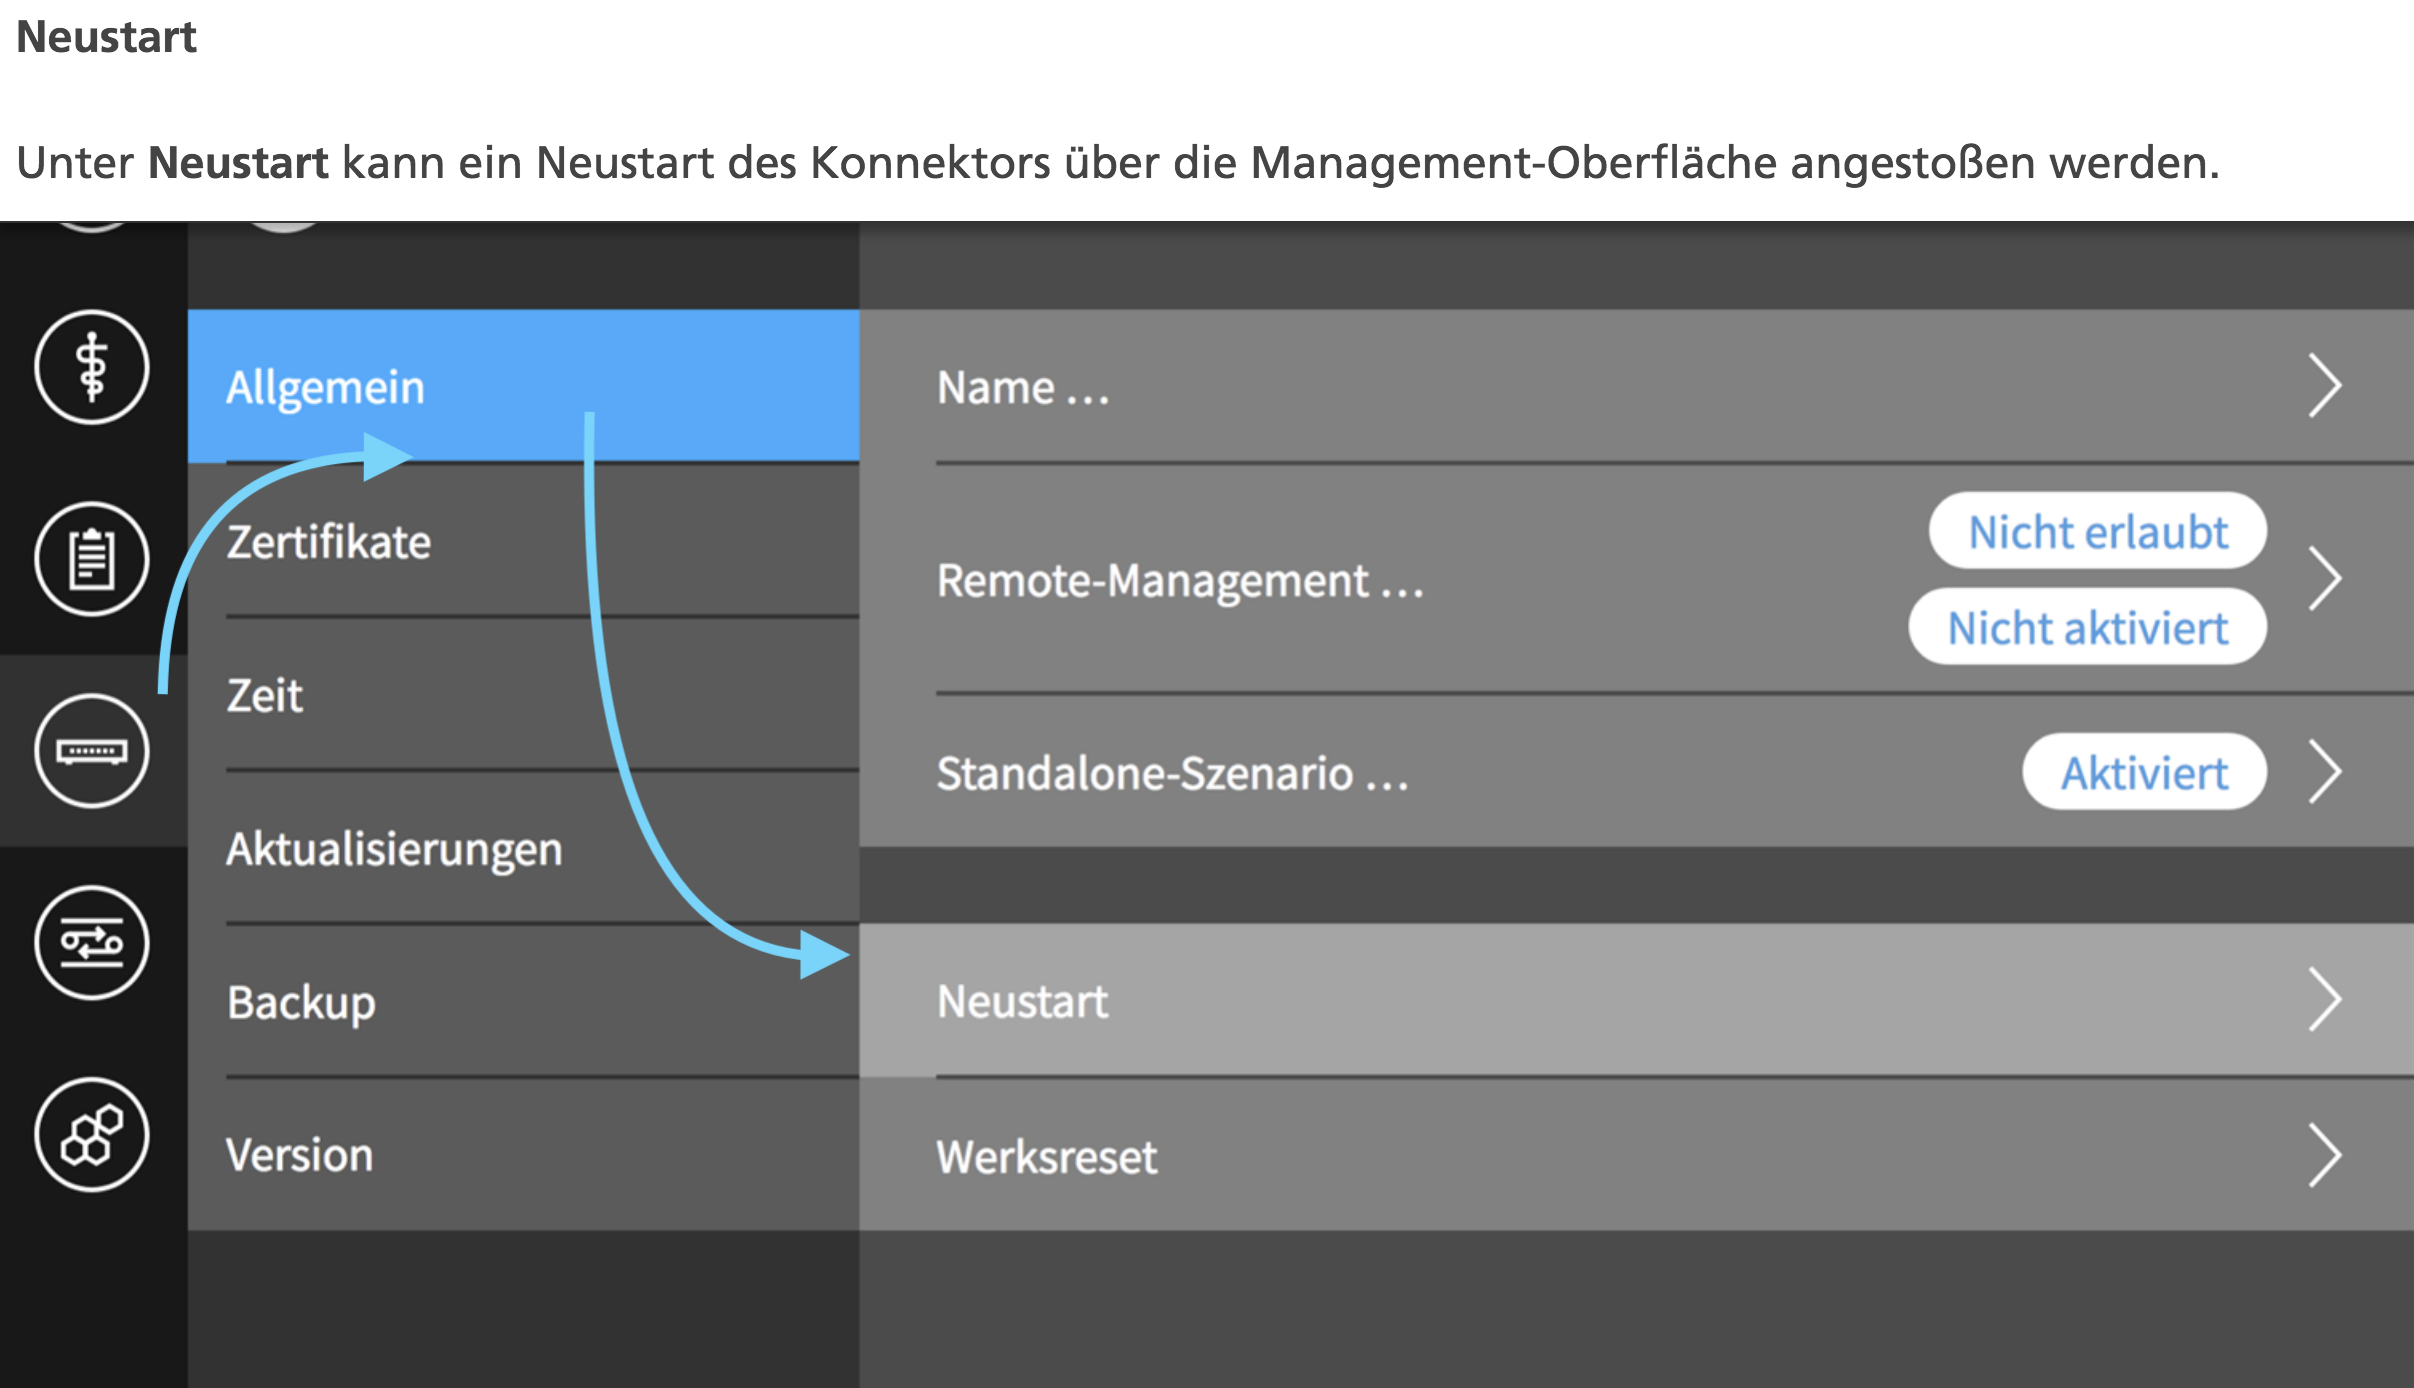 Neustart
Unter Neustart kann ein Neustart des Konnektors über die Management-Oberfläche angestoßen werden.
Allgemein
Zertifikate
Zeit
Aktualisierungen
Backup
Version
Name ...
Remote-Management ...
Nicht erlaubt
Nicht aktiviert
Standalone-Szenario ...
Aktiviert
Neustart
Werksreset